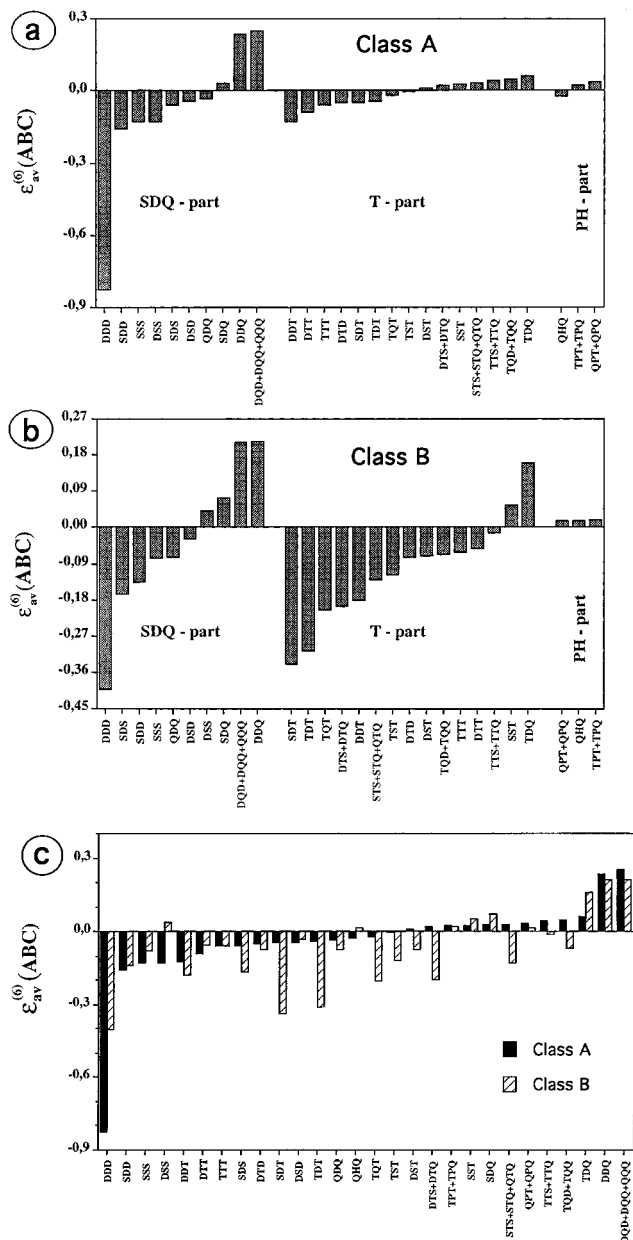 a
Class A
0,3
0,0
-0,3
-0,6
-0,9
ε(6)av(ABC)
SDQ - part
T - part
PH - part
DDD
SDD
SSS
DSS
SDS
DSD
QDQ
SDQ
DDQ
DQD+DQQ+QQQ
DDT
DTT
TTT
DTD
SDT
TDT
TQT
TST
DST
DTS+DTQ
SST
STS+STQ+QTQ
TTS+TTQ
TQD+TQQ
TDQ
QHQ
TPT+TPQ
QPT+QPQ
b
Class B
0,27
0,18
0,09
0,00
-0,09
-0,18
-0,27
-0,36
-0,45
ε(6)av(ABC)
SDQ - part
T - part
PH - part
DDD
SDS
SDD
SSS
QDQ
DSD
DSS
SDQ
DQD+DQQ+QQQ
DDQ
SDT
TDT
TQT
DTS+DTQ
DDT
STS+STQ+QTQ
TST
DTD
DST
TQD+TQQ
TTT
DTT
TTS+TTQ
SST
TDQ
QPT+QPQ
QHQ
TPT+TPQ
c
0,3
0,0
-0,3
-0,6
-0,9
ε(6)av(ABC)
Class A
Class B
DDD
SDD
SSS
DSS
DDT
DTT
TTT
SDS
DTD
SDT
DSD
TDT
QDQ
QHQ
TQT
TST
DST
DTS+DTQ
TPT+TPQ
SST
SDQ
STS+STQ+QTQ
QPT+QPQ
TTS+TTQ
TQD+TQQ
TDQ
DDQ
DQD+DQQ+QQQ